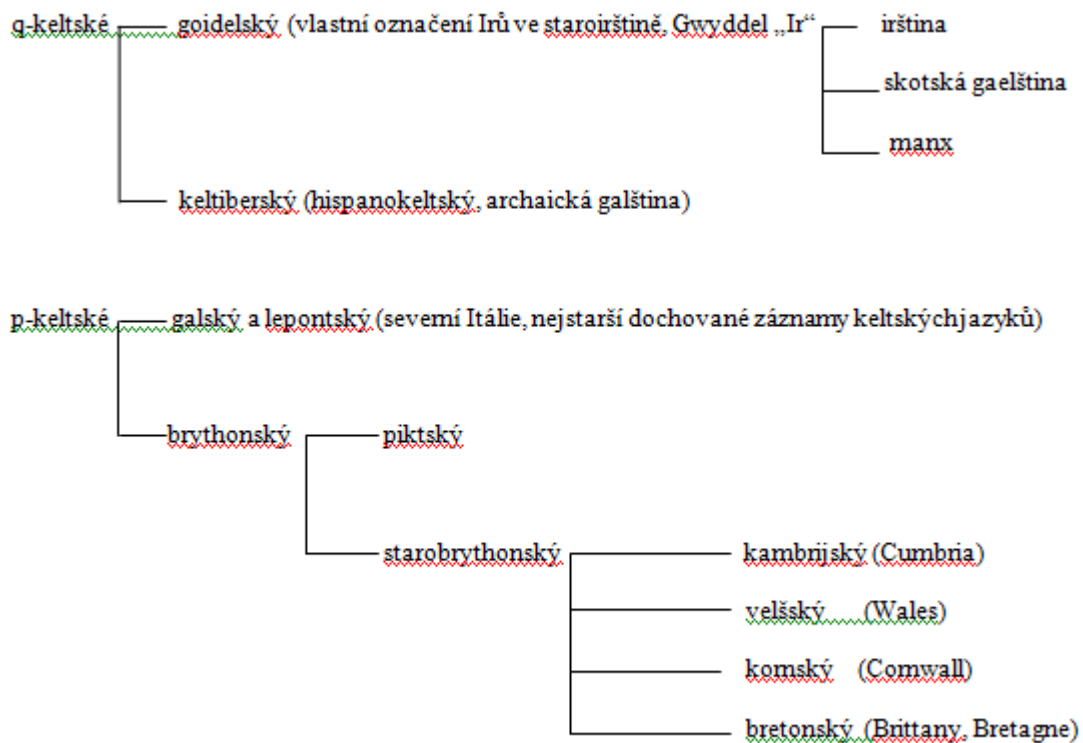 q-keltské goidelský (vlastní označení Irů ve staroirštině, Gwyddel „Ir“ irština
skotská gaelština
manx
keltiberský (hispanokeltský, archaická galština)
p-keltské galský a lepontský (severní Itálie, nejstarší dochované záznamy keltskýchjazyků)
brythonský piktský
starobrythonský kambrijský (Cumbria)
velšský (Wales)
kornský (Cornwall)
bretonský (Brittany, Bretagne)